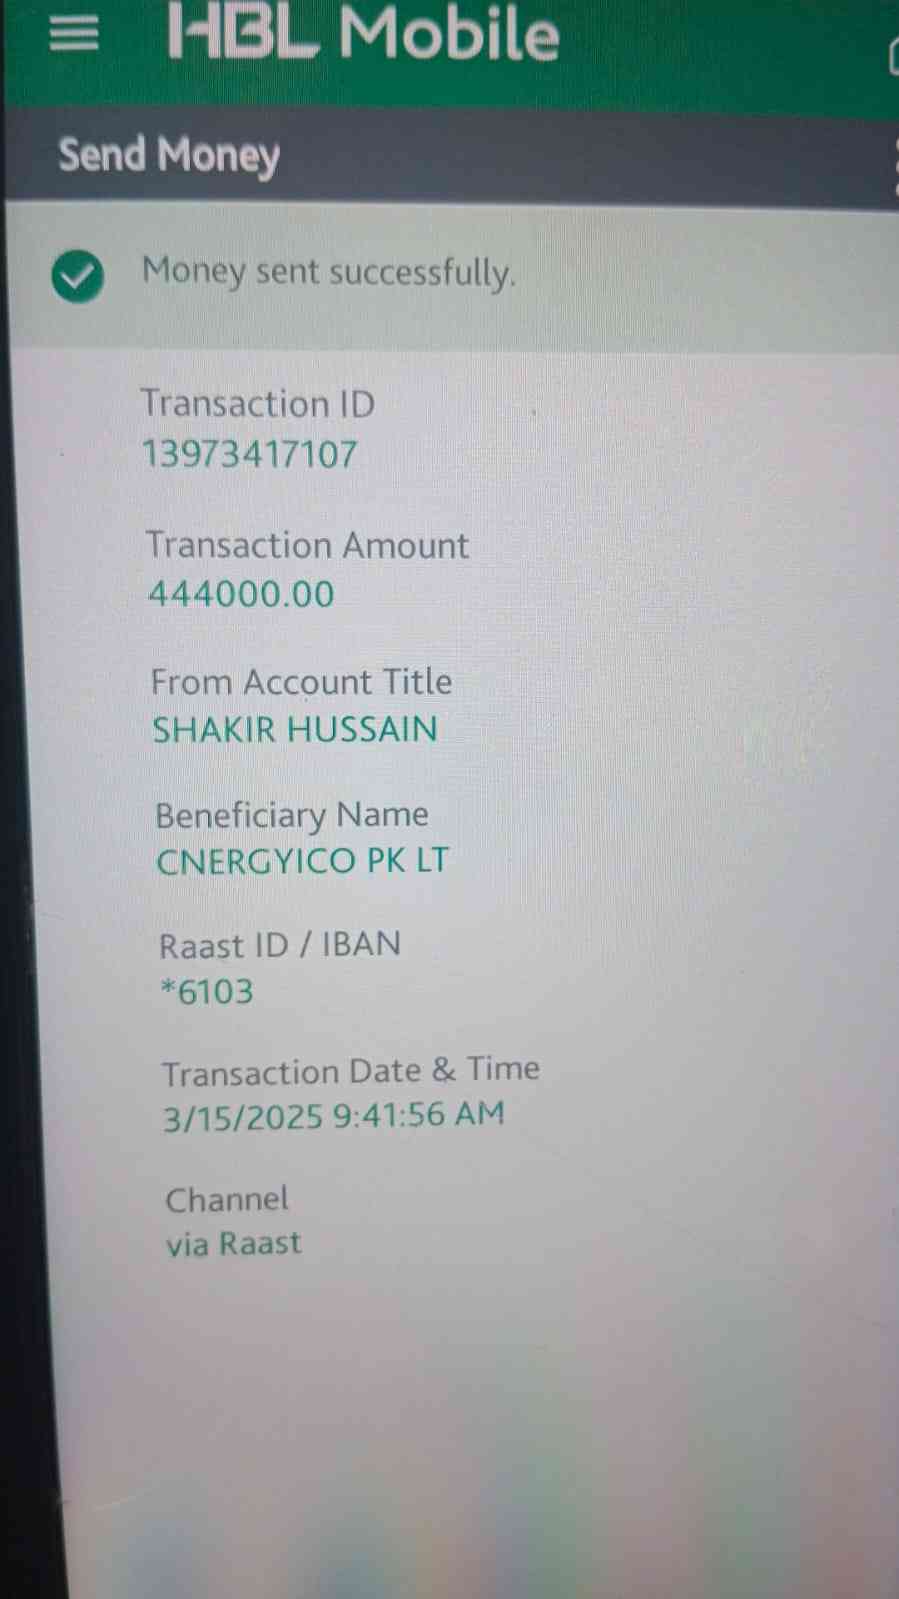 HBL Mobile
Send Money
Money sent successfully.
Transaction ID
13973417107
Transaction Amount
444000.00
From Account Title
SHAKIR HUSSAIN
Beneficiary Name
CNERGYICO PK LT
Raast ID / IBAN
*6103
Transaction Date & Time
3/15/2025 9:41:56 AM
Channel
via Raast